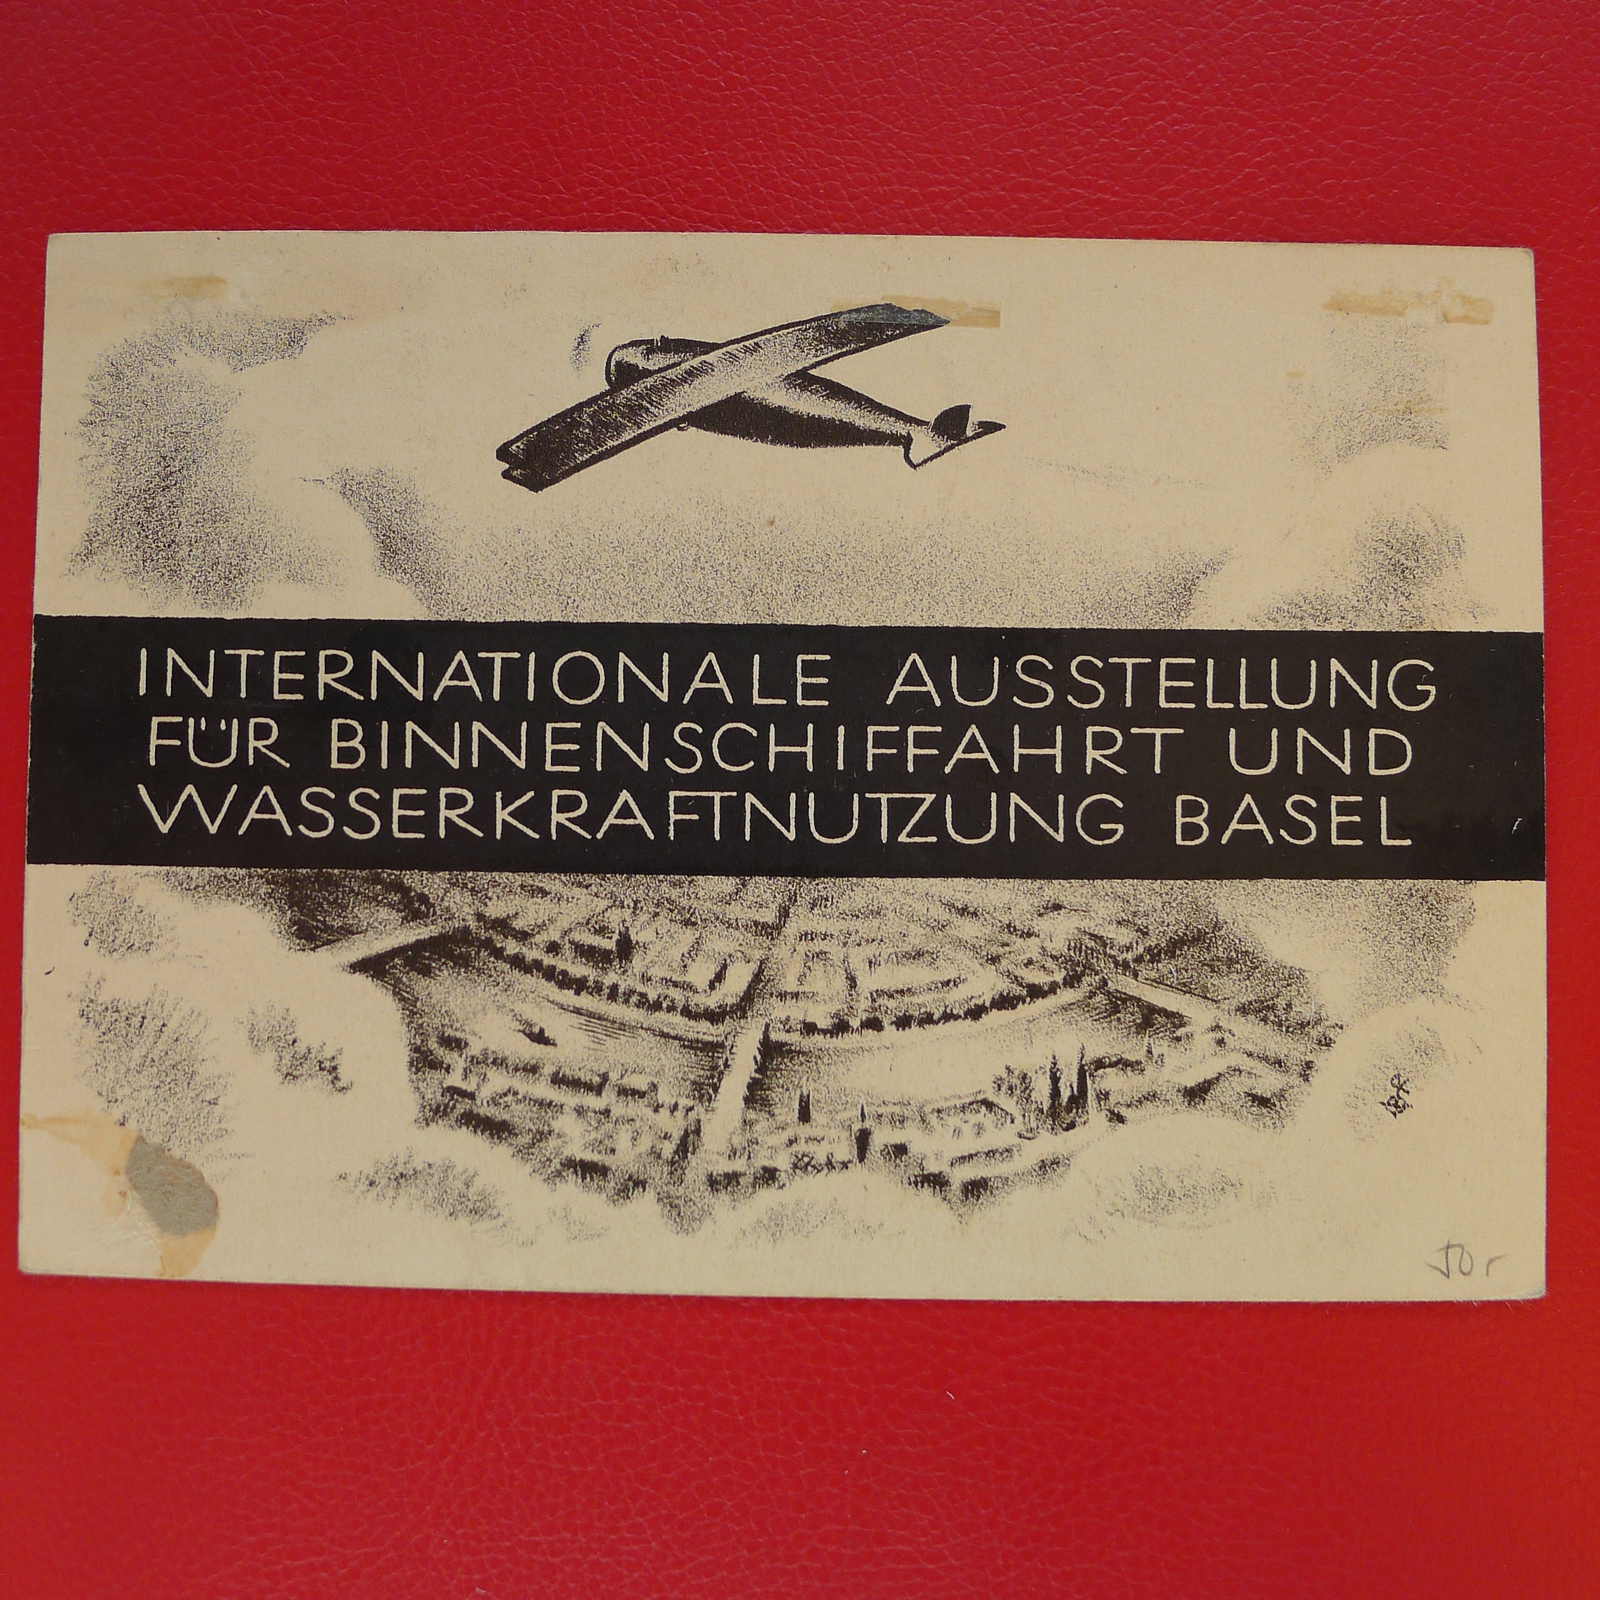 INTERNATIONALE AUSSTELLUNG
FÜR BINNENSCHIFFAHRT UND
WASSERKRAFTNUTZUNG BASEL